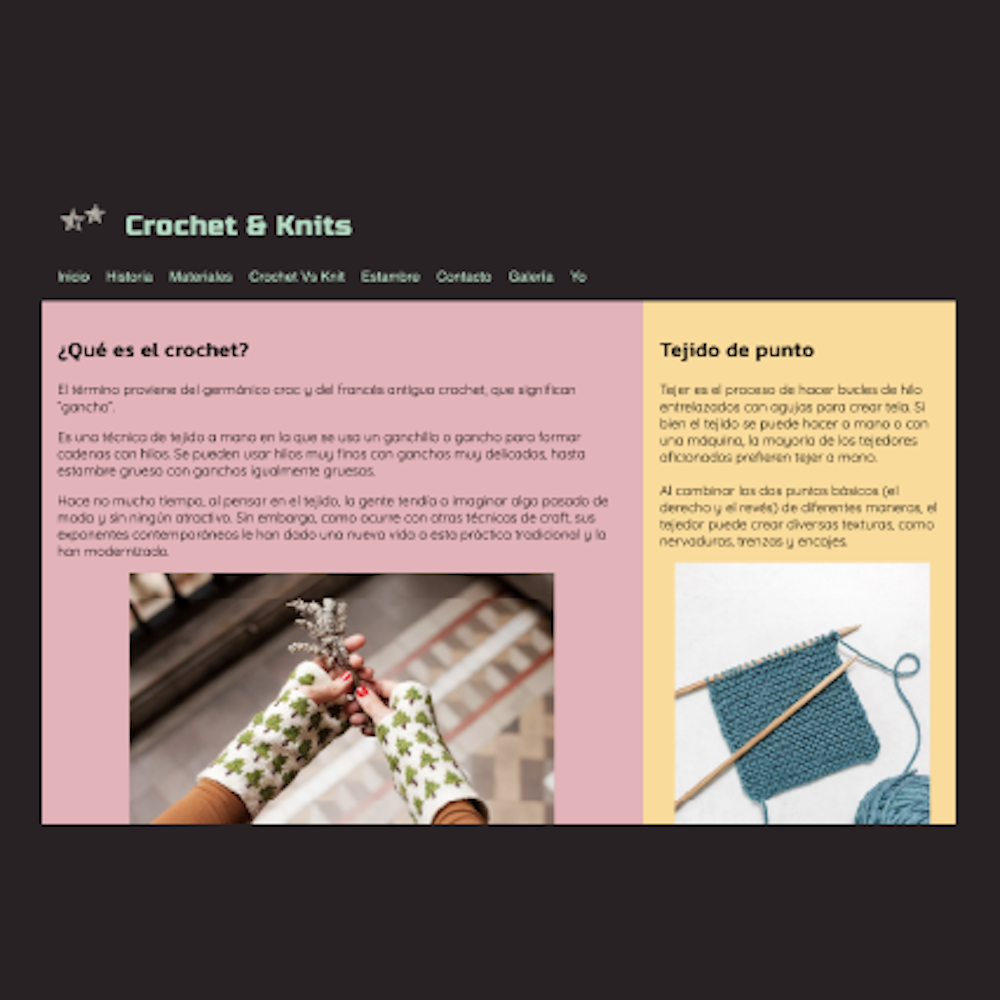 Crochet & Knits
Inicio Historia Materiales Crochet Vs Knit Estambre Contacto Galería Yo
¿Qué es el crochet?
El término proviene del germánico croc y del francés antiguo crochet, que significan
"gancho".
Es una técnica de tejido a mano en la que se usa un ganchillo o gancho para formar
cadenas con hilos. Se pueden usar hilos muy finos con ganchos muy delicados, hasta
estambre grueso con ganchos igualmente gruesos.
Hace no mucho tiempo, al pensar en el tejido, la gente tendía a imaginar algo pasado de
moda y sin ningún atractivo. Sin embargo, como ocurre con otras técnicas de craft, sus
exponentes contemporáneos le han dado una nueva vida a esta práctica tradicional y la
han modernizado.
Tejido de punto
Tejer es el proceso de hacer bucles de hilo
entrelazados con agujas para crear tela. Si
bien el tejido se puede hacer a mano o con
una máquina, la mayoría de los tejedores
aficionados prefieren tejer a mano.
Al combinar los dos puntos básicos (el
derecho y el revés) de diferentes maneras, el
tejedor puede crear diversas texturas, como
nervaduras, trenzas y encajes.